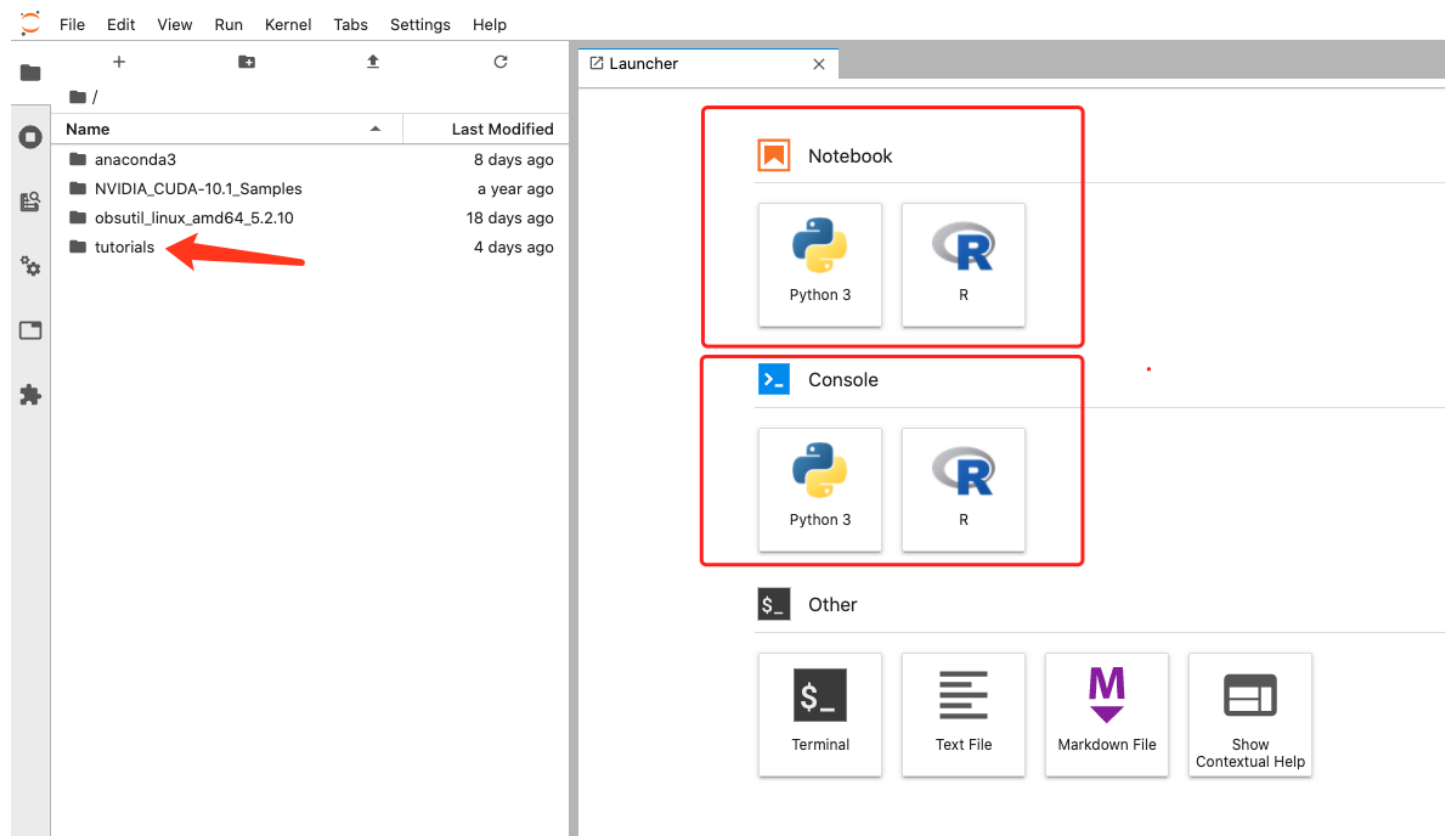 File Edit View Run Kernel Tabs Settings Help
/
Name Last Modified
anaconda3 8 days ago
NVIDIA_CUDA-10.1_Samples a year ago
obsutil_linux_amd64_5.2.10 18 days ago
tutorials 4 days ago
Launcher
Notebook
Python 3 R
Console
Python 3 R
$_ Other
$_
M
Terminal Text File Markdown File Show
Contextual Help